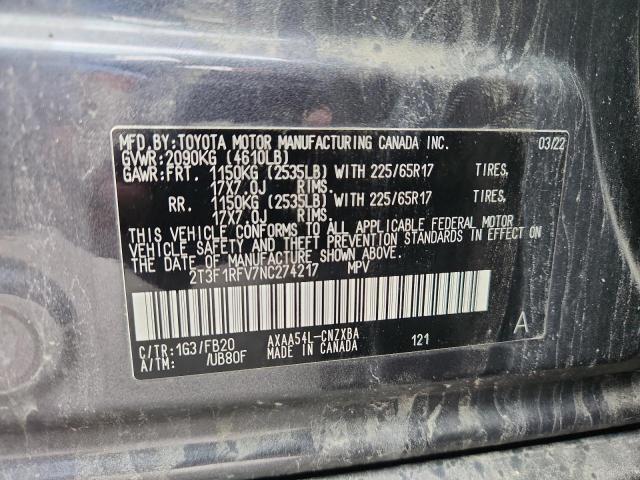 MFD. BY: TOYOTA MOTOR MANUFACTURING CANADA INC. 03/22
GVWR: 2090KG (4610LB)
GAWR: FRT. 1150KG (2535LB) WITH 225/65R17 TIRES,
17X7.0J RIMS.
RR. 1150KG (2535LB) WITH 225/65R17 TIRES,
17X7.0J RIMS.
THIS VEHICLE CONFORMS TO ALL APPLICABLE FEDERAL MOTOR
VEHICLE SAFETY AND THEFT PREVENTION STANDARDS IN EFFECT ON
THE DATE OF MANUFACTURE SHOWN ABOVE.
2T3F1RFV7NC274217 MPV
A
C/TR: 1G3/FB20 AXAA54L-CNZXBA 121
A/TM: /UB80F MADE IN CANADA